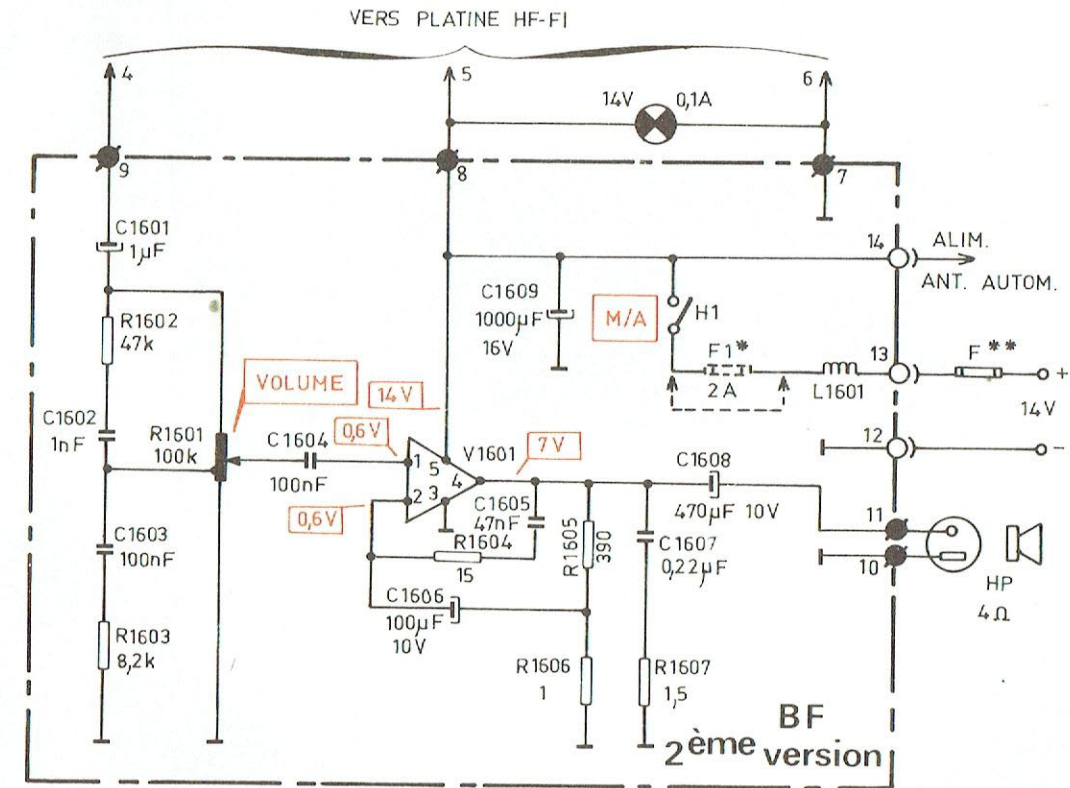 VERS PLATINE HF-FI
4
5
6
14V
0,1A
9
8
7
C1601
1µF
14
ALIM.
ANT. AUTOM.
C1609
1000µF
16V
M/A
H1
R1602
47k
F1*
2A
L1601
13
F**
+
14V
VOLUME
14V
12
-
C1602
1nF
R1601
100k
C1604
100nF
0,6V
1
5
V1601
7V
4
2
3
0,6V
C1605
47nF
C1608
470µF 10V
11
C1603
100nF
R1604
15
R1605
390
C1607
0,22µF
10
HP
4Ω
C1606
100µF
10V
R1603
8,2k
R1606
1
R1607
1,5
BF
2ème version